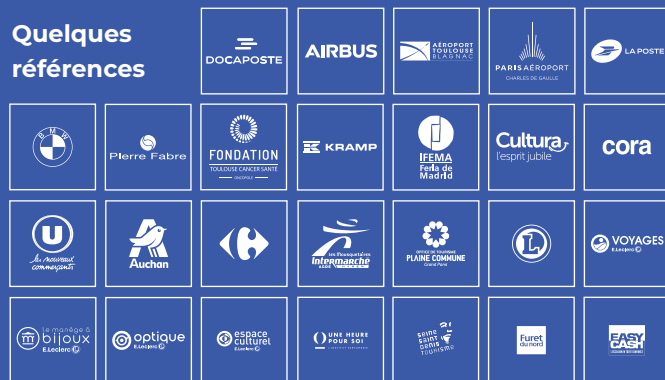 Quelques
références
DOCAPOSTE
AIRBUS
AÉROPORT
TOULOUSE
BLAGNAC
PARISAÉROPORT
CHARLES DE GAULLE
LA POSTE
BMW
Pierre Fabre
FONDATION
TOULOUSE CANCER SANTÉ
ONCOPOLE
K KRAMP
IFEMA
Feria de
Madrid
Cultura
l'esprit jubile
cora
U
les nouveaux
commerçants
A
Auchan
les Mousquetaires
Intermarché
OFFICE DE TOURISME
PLAINE COMMUNE
Grand Paris
L
VOYAGES
E.Leclerc
le manège à
bijoux
E.Leclerc
optique
E.Leclerc
espace
culturel
E.Leclerc
UNE HEURE
POUR SOI
seine
saint
denis
TOURISME
Furet
du nord
EASY
CASH